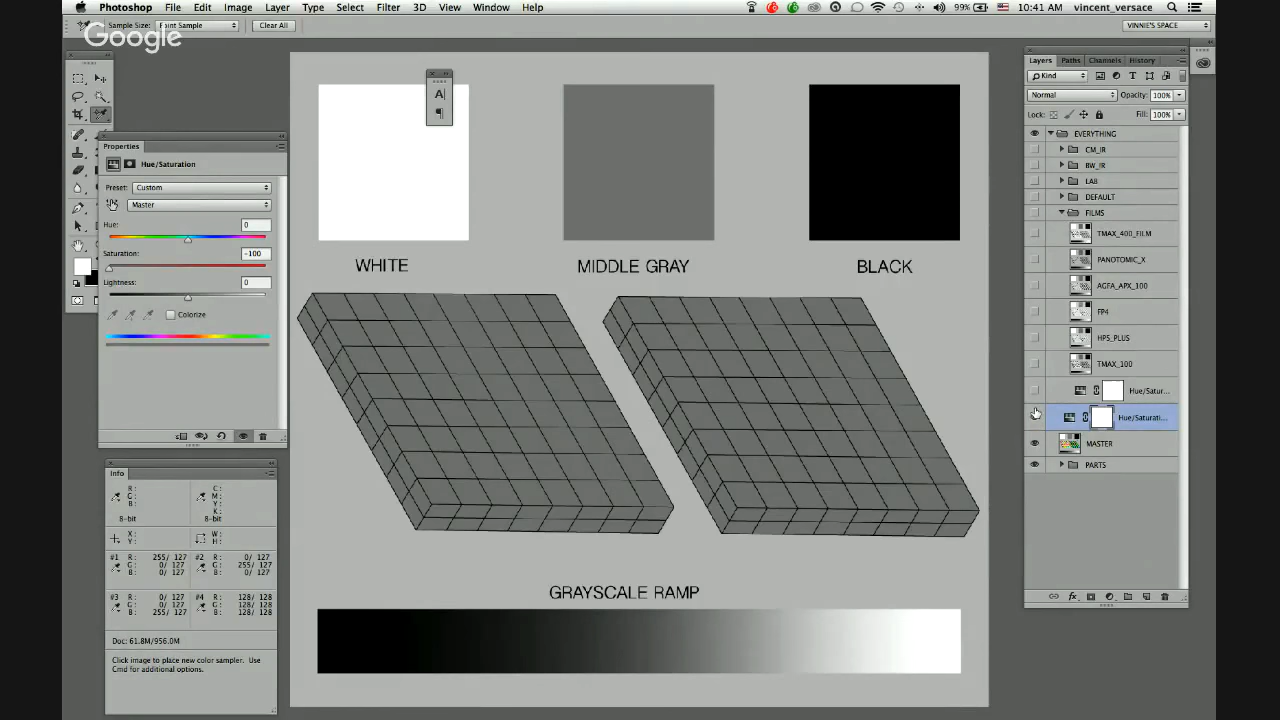 Photoshop File Edit Image Layer Type Select Filter 3D View Window Help 99% 10:41 AM vincent_versace
Sample Size: Point Sample Clear All VINNIE'S SPACE
Google
Layers Paths Channels History
Kind
Normal Opacity: 100%
Lock: Fill: 100%
EVERYTHING
CM_IR
BW_IR
LAB
DEFAULT
FILMS
TMAX_400_FILM
PANOTOMIC_X
AGFA_APX_100
FP4
HP5_PLUS
TMAX_100
Hue/Satur...
Hue/Saturati...
MASTER
PARTS
Properties
Hue/Saturation
Preset: Custom
Master
Hue: 0
Saturation: -100
Lightness: 0
Colorize
A
¶
WHITE MIDDLE GRAY BLACK
GRAYSCALE RAMP
Info
R: C:
G: M:
B: Y:
K:
8-bit 8-bit
X: W:
Y: H:
#1 R: 255/ 127 #2 R: 0/ 127
G: 0/ 127 G: 255/ 127
B: 0/ 127 B: 0/ 127
#3 R: 0/ 127 #4 R: 128/ 128
G: 0/ 127 G: 128/ 128
B: 255/ 127 B: 128/ 128
Doc: 61.8M/956.0M
Click image to place new color sampler. Use
Cmd for additional options.